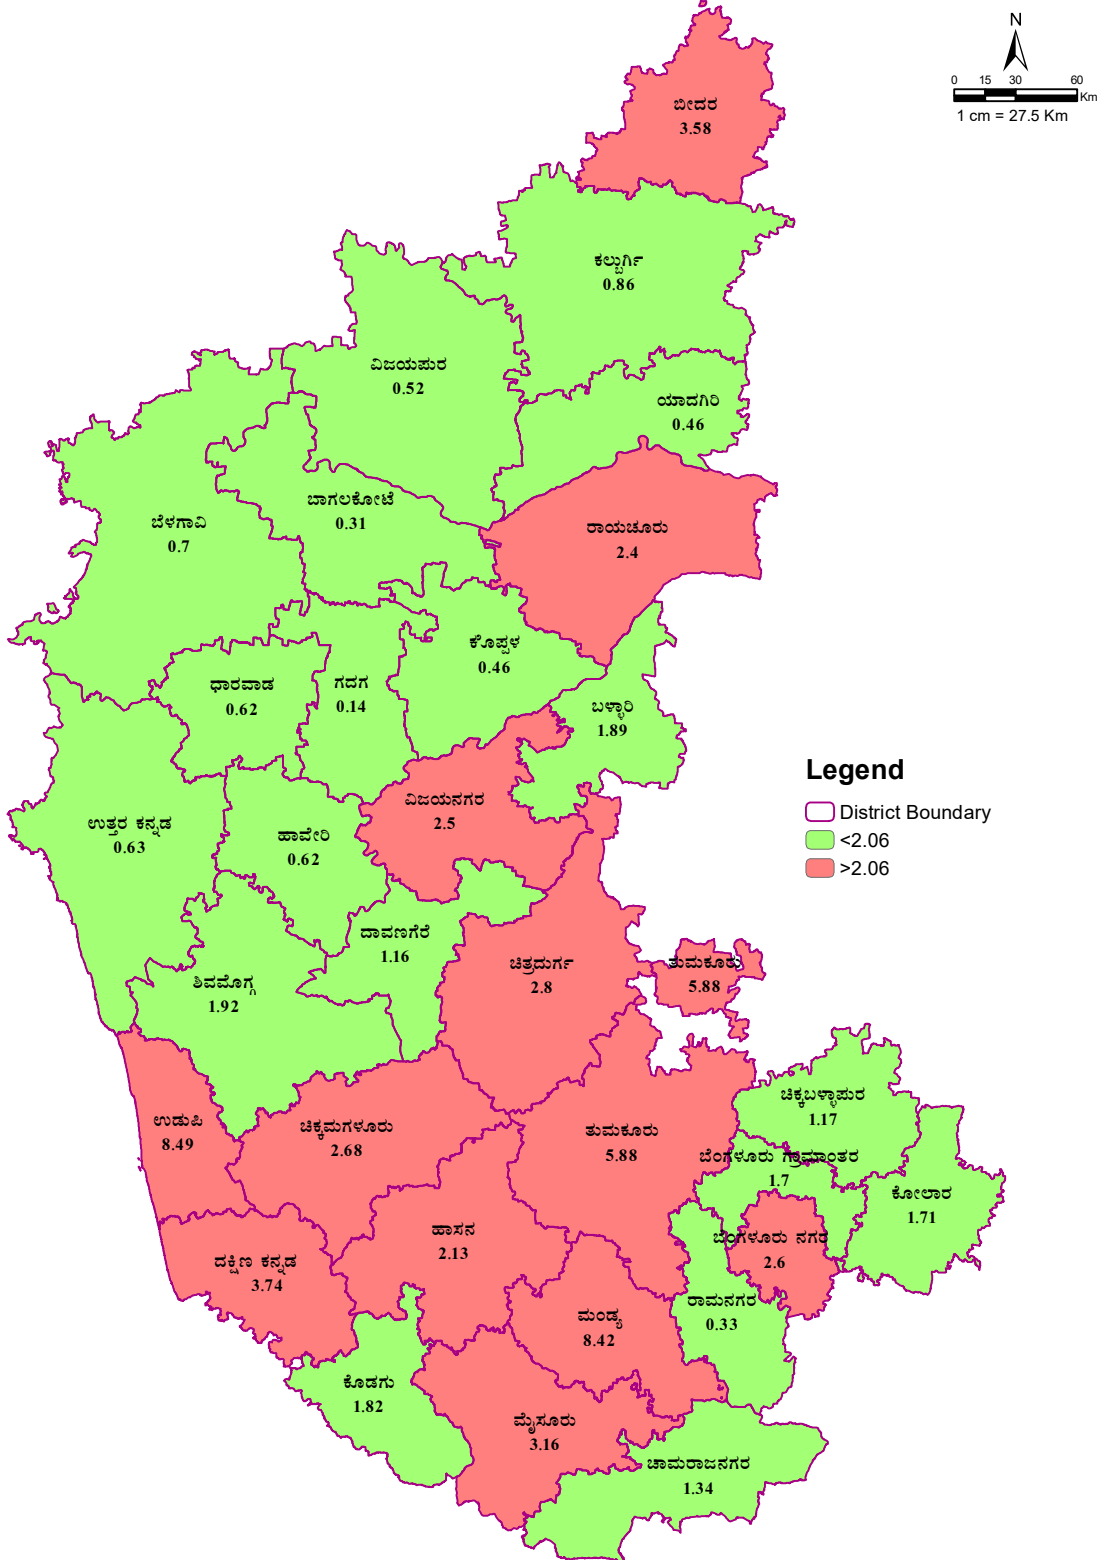 N
0 15 30 60
Km
1 cm = 27.5 Km
ಬೀದರ
3.58
ಕಲ್ಬುರ್ಗಿ
0.86
ವಿಜಯಪುರ
0.52
ಯಾದಗಿರಿ
0.46
ಬಾಗಲಕೋಟೆ
0.31
ಬೆಳಗಾವಿ
0.7
ರಾಯಚೂರು
2.4
ಕೊಪ್ಪಳ
0.46
ಧಾರವಾಡ
0.62
ಗದಗ
0.14
ಬಳ್ಳಾರಿ
1.89
Legend
District Boundary
<2.06
>2.06
ವಿಜಯನಗರ
2.5
ಉತ್ತರ ಕನ್ನಡ
0.63
ಹಾವೇರಿ
0.62
ದಾವಣಗೆರೆ
1.16
ಚಿತ್ರದುರ್ಗ
2.8
ತುಮಕೂರು
5.88
ಶಿವಮೊಗ್ಗ
1.92
ಚಿಕ್ಕಬಳ್ಳಾಪುರ
1.17
ಉಡುಪಿ
8.49
ಚಿಕ್ಕಮಗಳೂರು
2.68
ತುಮಕೂರು
5.88
ಬೆಂಗಳೂರು ಗ್ರಾಮಾಂತರ
1.7
ಕೋಲಾರ
1.71
ಹಾಸನ
2.13
ಬೆಂಗಳೂರು ನಗರ
2.6
ದಕ್ಷಿಣ ಕನ್ನಡ
3.74
ರಾಮನಗರ
0.33
ಮಂಡ್ಯ
8.42
ಕೊಡಗು
1.82
ಮೈಸೂರು
3.16
ಚಾಮರಾಜನಗರ
1.34